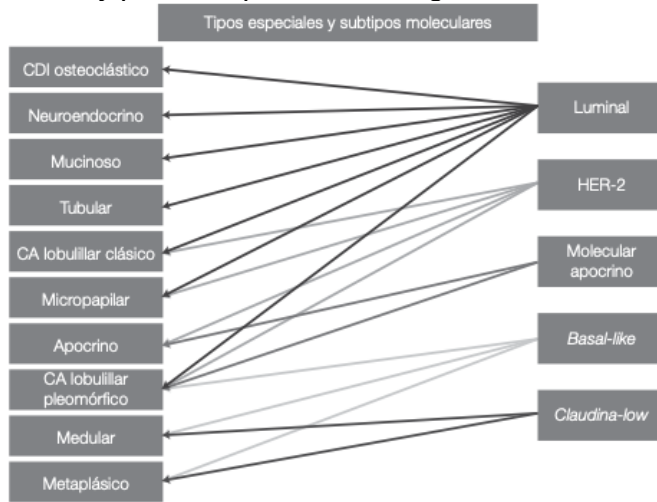 Tipos especiales y subtipos moleculares
CDI osteoclástico
Neuroendocrino
Mucinoso
Tubular
CA lobulillar clásico
Micropapilar
Apocrino
CA lobulillar
pleomórfico
Medular
Metaplásico
Luminal
HER-2
Molecular
apocrino
Basal-like
Claudina-low